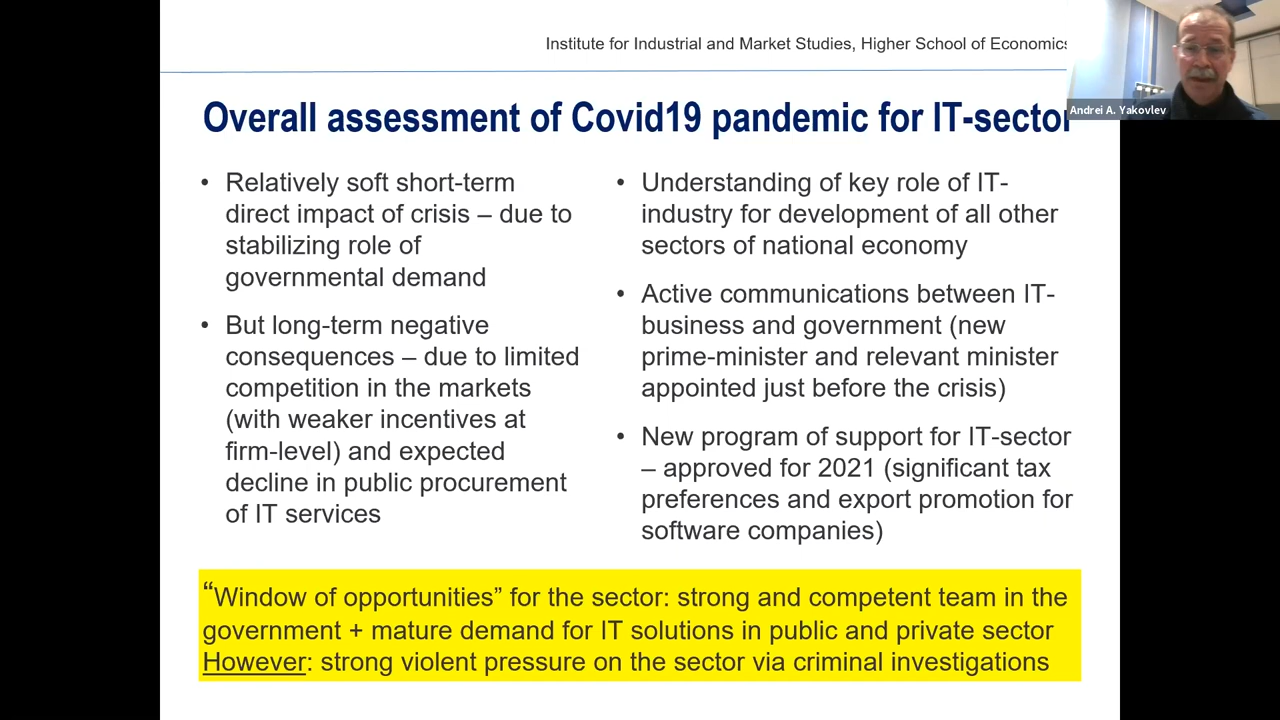 Institute for Industrial and Market Studies, Higher School of Economics
Andrei A. Yakovlev
Overall assessment of Covid19 pandemic for IT-sector
• Relatively soft short-term
direct impact of crisis – due to
stabilizing role of
governmental demand
• But long-term negative
consequences – due to limited
competition in the markets
(with weaker incentives at
firm-level) and expected
decline in public procurement
of IT services
• Understanding of key role of IT-
industry for development of all other
sectors of national economy
• Active communications between IT-
business and government (new
prime-minister and relevant minister
appointed just before the crisis)
• New program of support for IT-sector
– approved for 2021 (significant tax
preferences and export promotion for
software companies)
“Window of opportunities” for the sector: strong and competent team in the
government + mature demand for IT solutions in public and private sector
However: strong violent pressure on the sector via criminal investigations